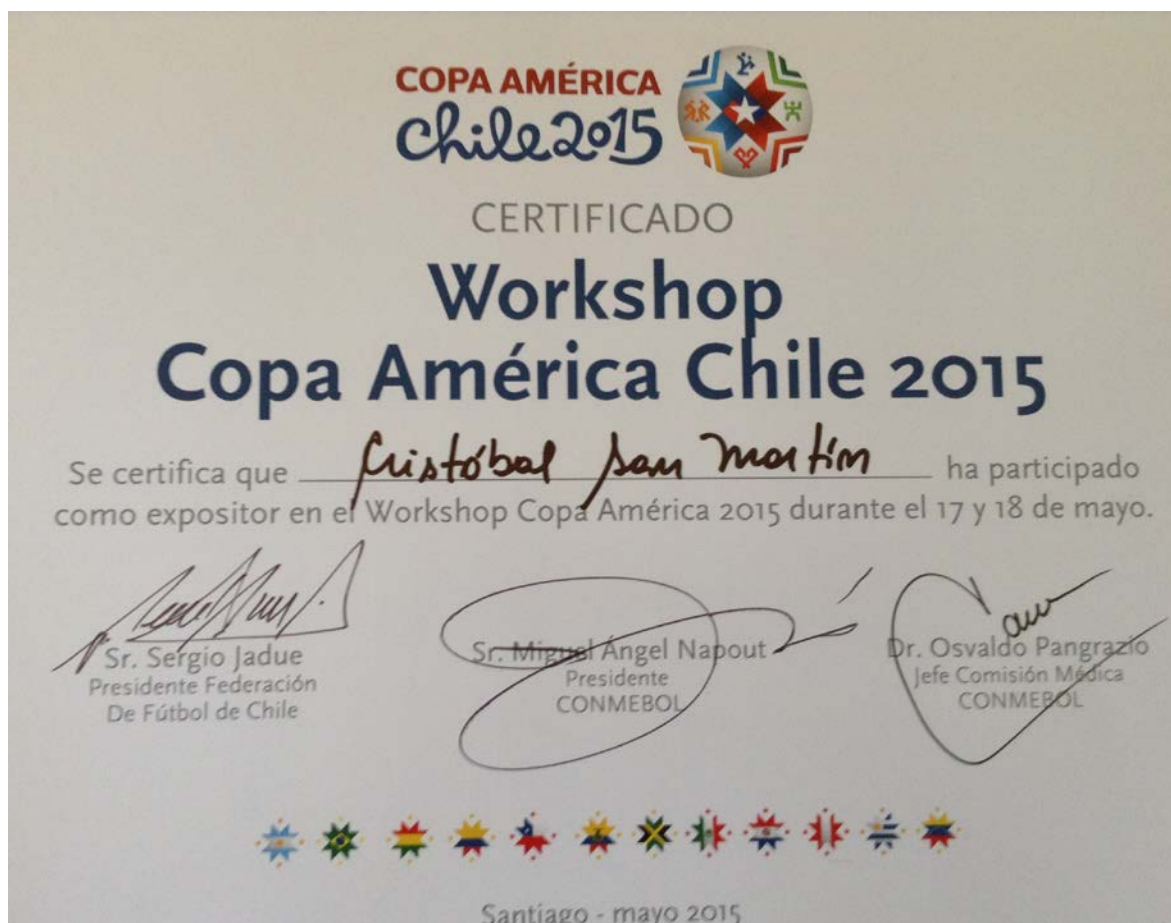 COPA AMÉRICA
Chile 2015
CERTIFICADO
Workshop
Copa América Chile 2015
Se certifica que Cristóbal San Martín ha participado
como expositor en el Workshop Copa América 2015 durante el 17 y 18 de mayo.
Sr. Sergio Jadue
Presidente Federación
De Fútbol de Chile
Sr. Miguel Ángel Napout
Presidente
CONMEBOL
Dr. Osvaldo Pangrazio
Jefe Comisión Médica
CONMEBOL
Santiago - mayo 2015